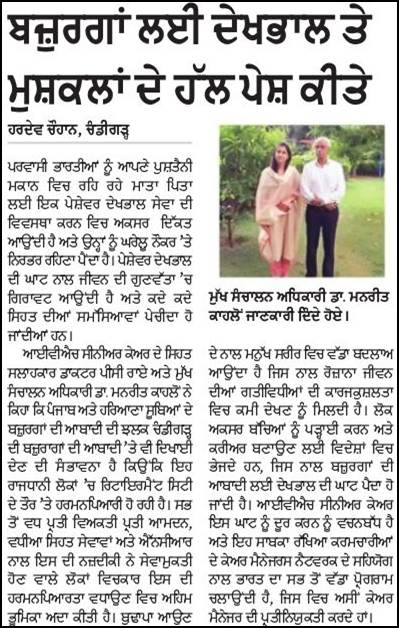 ਬਜ਼ੁਰਗਾਂ ਲਈ ਦੇਖਭਾਲ ਤੇ
ਮੁਸ਼ਕਲਾਂ ਦੇ ਹੱਲ ਪੇਸ਼ ਕੀਤੇ
ਹਰਦੇਵ ਚੌਹਾਨ, ਚੰਡੀਗੜ੍ਹ
ਪਰਵਾਸੀ ਭਾਰਤੀਆਂ ਨੂੰ ਆਪਣੇ ਪੁਸ਼ਤੈਨੀ
ਮਕਾਨ ਵਿਚ ਰਹਿ ਰਹੇ ਮਾਤਾ ਪਿਤਾ
ਲਈ ਇਕ ਪੇਸ਼ੇਵਰ ਦੇਖਭਾਲ ਸੇਵਾ ਦੀ
ਵਿਵਸਥਾ ਕਰਨ ਵਿਚ ਅਕਸਰ ਦਿੱਕਤ
ਆਉਂਦੀ ਹੈ ਅਤੇ ਉਨ੍ਹਾਂ ਨੂੰ ਘਰੇਲੂ ਨੌਕਰ 'ਤੇ
ਨਿਰਭਰ ਰਹਿਣਾ ਪੈਂਦਾ ਹੈ। ਪੇਸ਼ੇਵਰ ਦੇਖਭਾਲ
ਦੀ ਘਾਟ ਨਾਲ ਜੀਵਨ ਦੀ ਗੁਣਵੱਤਾ 'ਚ
ਗਿਰਾਵਟ ਆਉਂਦੀ ਹੈ ਅਤੇ ਕਦੇ ਕਦੇ
ਸਿਹਤ ਦੀਆਂ ਸਮੱਸਿਆਵਾਂ ਪੇਚੀਦਾ ਹੋ
ਜਾਂਦੀਆਂ ਹਨ।
ਆਈਵੀਐਚ ਸੀਨੀਅਰ ਕੇਅਰ ਦੇ ਸਿਹਤ
ਸਲਾਹਕਾਰ ਡਾਕਟਰ ਪੀਸੀ ਰਾਏ ਅਤੇ ਮੁੱਖ
ਸੰਚਾਲਨ ਅਧਿਕਾਰੀ ਡਾ. ਮਨਰੀਤ ਕਾਹਲੋਂ ਨੇ
ਕਿਹਾ ਕਿ ਪੰਜਾਬ ਅਤੇ ਹਰਿਆਣਾ ਸੂਬਿਆਂ ਦੇ
ਬਜ਼ੁਰਗਾਂ ਦੀ ਆਬਾਦੀ ਦੀ ਝਲਕ ਚੰਡੀਗੜ੍ਹ
ਦੀ ਬਜ਼ੁਰਾਗਾਂ ਦੀ ਆਬਾਦੀ 'ਤੇ ਵੀ ਦਿਖਾਈ
ਦੇਣ ਦੀ ਸੰਭਾਵਨਾ ਹੈ ਕਿਉਂਕਿ ਇਹ
ਰਾਜਧਾਨੀ ਲੋਕਾਂ 'ਚ ਰਿਟਾਇਰਮੈਂਟ ਸਿਟੀ
ਦੇ ਤੌਰ 'ਤੇ ਹਰਮਨਪਿਆਰੀ ਹੋ ਰਹੀ ਹੈ। ਸਭ
ਤੋਂ ਵੱਧ ਪ੍ਰਤੀ ਵਿਅਕਤੀ ਪ੍ਰਤੀ ਆਮਦਨ,
ਵਧੀਆ ਸਿਹਤ ਸੇਵਾਵਾਂ ਅਤੇ ਐੱਨਸੀਆਰ
ਨਾਲ ਇਸ ਦੀ ਨਜ਼ਦੀਕੀ ਨੇ ਸੇਵਾਮੁਕਤੀ
ਹੋਣ ਵਾਲੇ ਲੋਕਾਂ ਵਿਚਕਾਰ ਇਸ ਦੀ
ਹਰਮਨਪਿਆਰਤਾ ਵਧਾਉਣ ਵਿਚ ਅਹਿਮ
ਭੂਮਿਕਾ ਅਦਾ ਕੀਤੀ ਹੈ। ਬੁਢਾਪਾ ਆਉਣ
ਮੁੱਖ ਸੰਚਾਲਨ ਅਧਿਕਾਰੀ ਡਾ. ਮਨਰੀਤ
ਕਾਹਲੋਂ ਜਾਣਕਾਰੀ ਦਿੰਦੇ ਹੋਏ।
ਦੇ ਨਾਲ ਮਨੁੱਖ ਸਰੀਰ ਵਿਚ ਵੱਡਾ ਬਦਲਾਅ
ਆਉਂਦਾ ਹੈ ਜਿਸ ਨਾਲ ਰੋਜ਼ਾਨਾ ਜੀਵਨ
ਦੀਆਂ ਗਤੀਵਿਧੀਆਂ ਦੀ ਕਾਰਜਕੁਸ਼ਲਤਾ
ਵਿਚ ਕਮੀ ਦੇਖਣ ਨੂੰ ਮਿਲਦੀ ਹੈ। ਲੋਕ
ਅਕਸਰ ਬੱਚਿਆਂ ਨੂੰ ਪੜ੍ਹਾਈ ਕਰਨ ਅਤੇ
ਕਰੀਅਰ ਬਣਾਉਣ ਲਈ ਵਿਦੇਸ਼ਾਂ ਵਿਚ
ਭੇਜਦੇ ਹਨ, ਜਿਸ ਨਾਲ ਬਜ਼ੁਰਗਾਂ ਦੀ
ਆਬਾਦੀ ਲਈ ਦੇਖਭਾਲ ਦੀ ਘਾਟ ਪੈਦਾ ਹੋ
ਜਾਂਦੀ ਹੈ। ਆਈਵੀਐਚ ਸੀਨੀਅਰ ਕੇਅਰ
ਇਸ ਘਾਟ ਨੂੰ ਦੂਰ ਕਰਨ ਨੂੰ ਵਚਨਬੱਧ ਹੈ
ਅਤੇ ਇਹ ਸਾਬਕਾ ਰੱਖਿਆ ਕਰਮਚਾਰੀਆਂ
ਦੇ ਕੇਅਰ ਮੈਨੇਜਰਸ ਨੈਟਵਰਕ ਦੇ ਸਹਿਯੋਗ
ਨਾਲ ਭਾਰਤ ਦਾ ਸਭ ਤੋਂ ਵੱਡਾ ਪ੍ਰੋਗਰਾਮ
ਚਲਾਉਂਦੀ ਹੈ, ਜਿਸ ਵਿਚ ਅਸੀਂ ਕੇਅਰ
ਮੈਨੇਜਰ ਦੀ ਪ੍ਰਤੀਨਿਯੁਕਤੀ ਕਰਦੇ ਹਾਂ।